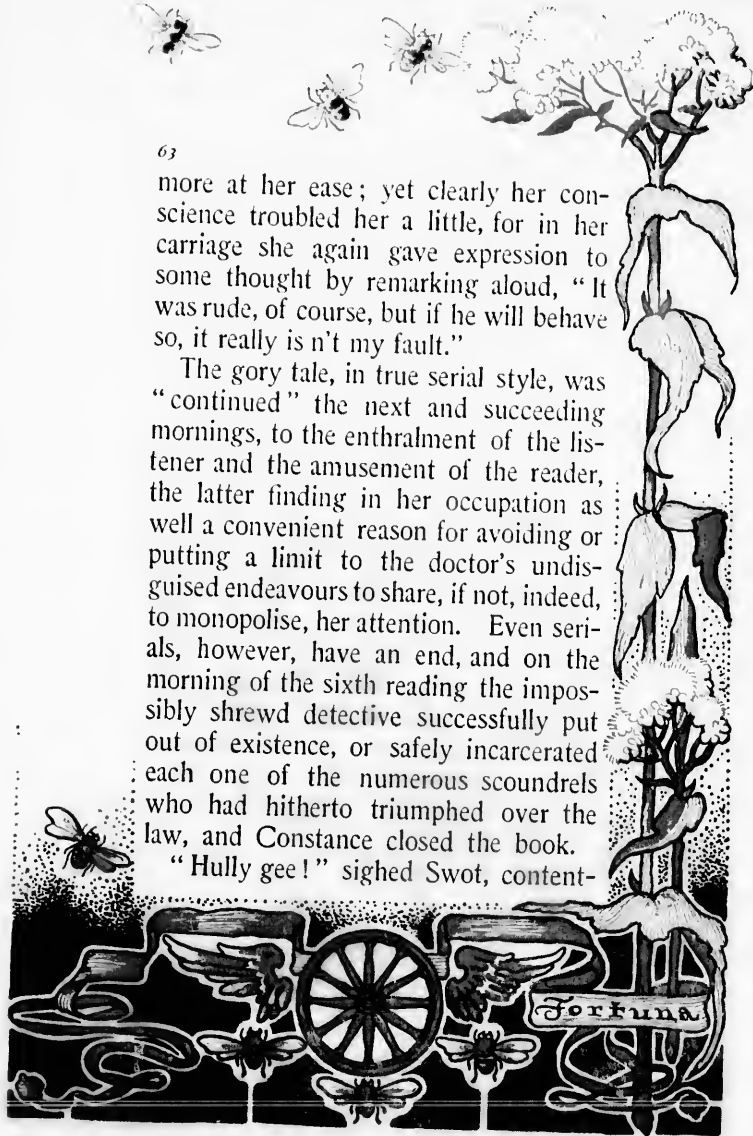 63
more at her ease; yet clearly her con-
science troubled her a little, for in her
carriage she again gave expression to
some thought by remarking aloud, “ It
was rude, of course, but if he will behave
so, it really is n’t my fault.”
The gory tale, in true serial style, was
“continued” the next and succeeding
mornings, to the enthralment of the lis-
tener and the amusement of the reader,
the latter finding in her occupation as
well a convenient reason for avoiding or
putting a limit to the doctor’s undis-
guised endeavours to share, if not, indeed,
to monopolise, her attention. Even seri-
als, however, have an end, and on the
morning of the sixth reading the impos-
sibly shrewd detective successfully put
out of existence, or safely incarcerated
each one of the numerous scoundrels
who had hitherto triumphed over the
law, and Constance closed the book.
“Hully gee!” sighed Swot, content-
Fortuna